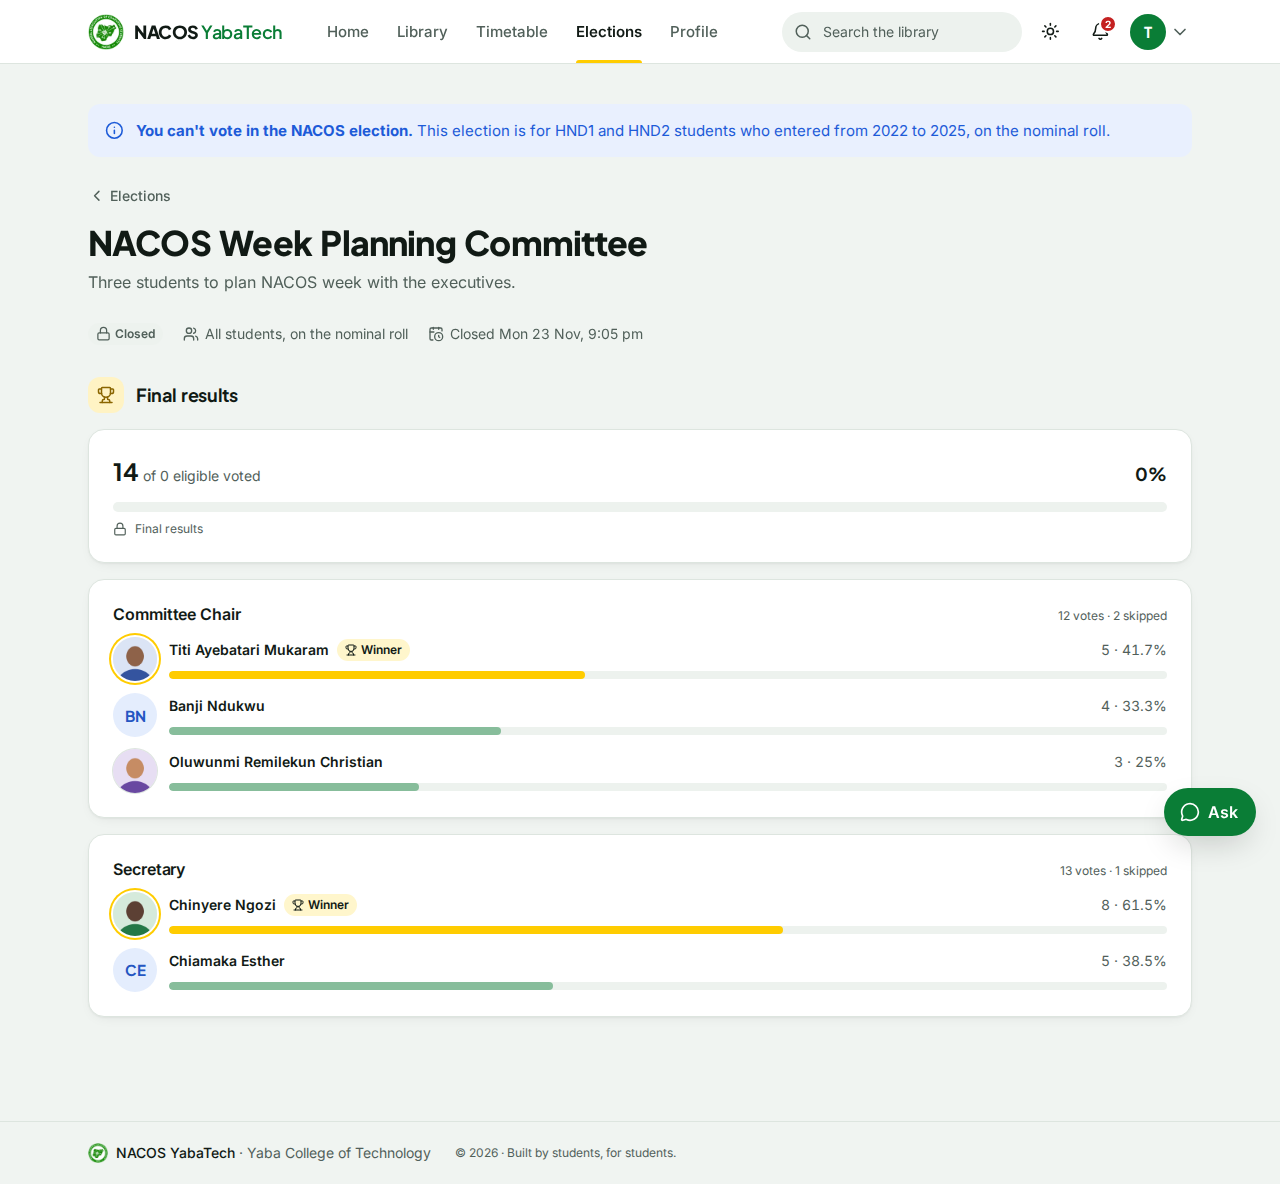 NACOS YabaTech
Home
Library
Timetable
Elections
Profile
Search the library
2
T
You can't vote in the NACOS election. This election is for HND1 and HND2 students who entered from 2022 to 2025, on the nominal roll.
Elections
NACOS Week Planning Committee
Three students to plan NACOS week with the executives.
Closed
All students, on the nominal roll
Closed Mon 23 Nov, 9:05 pm
Final results
14 of 0 eligible voted
0%
Final results
Committee Chair
12 votes · 2 skipped
Titi Ayebatari Mukaram
Winner
5 · 41.7%
BN
Banji Ndukwu
4 · 33.3%
Oluwunmi Remilekun Christian
3 · 25%
Ask
Secretary
13 votes · 1 skipped
Chinyere Ngozi
Winner
8 · 61.5%
CE
Chiamaka Esther
5 · 38.5%
NACOS YabaTech · Yaba College of Technology
© 2026 · Built by students, for students.